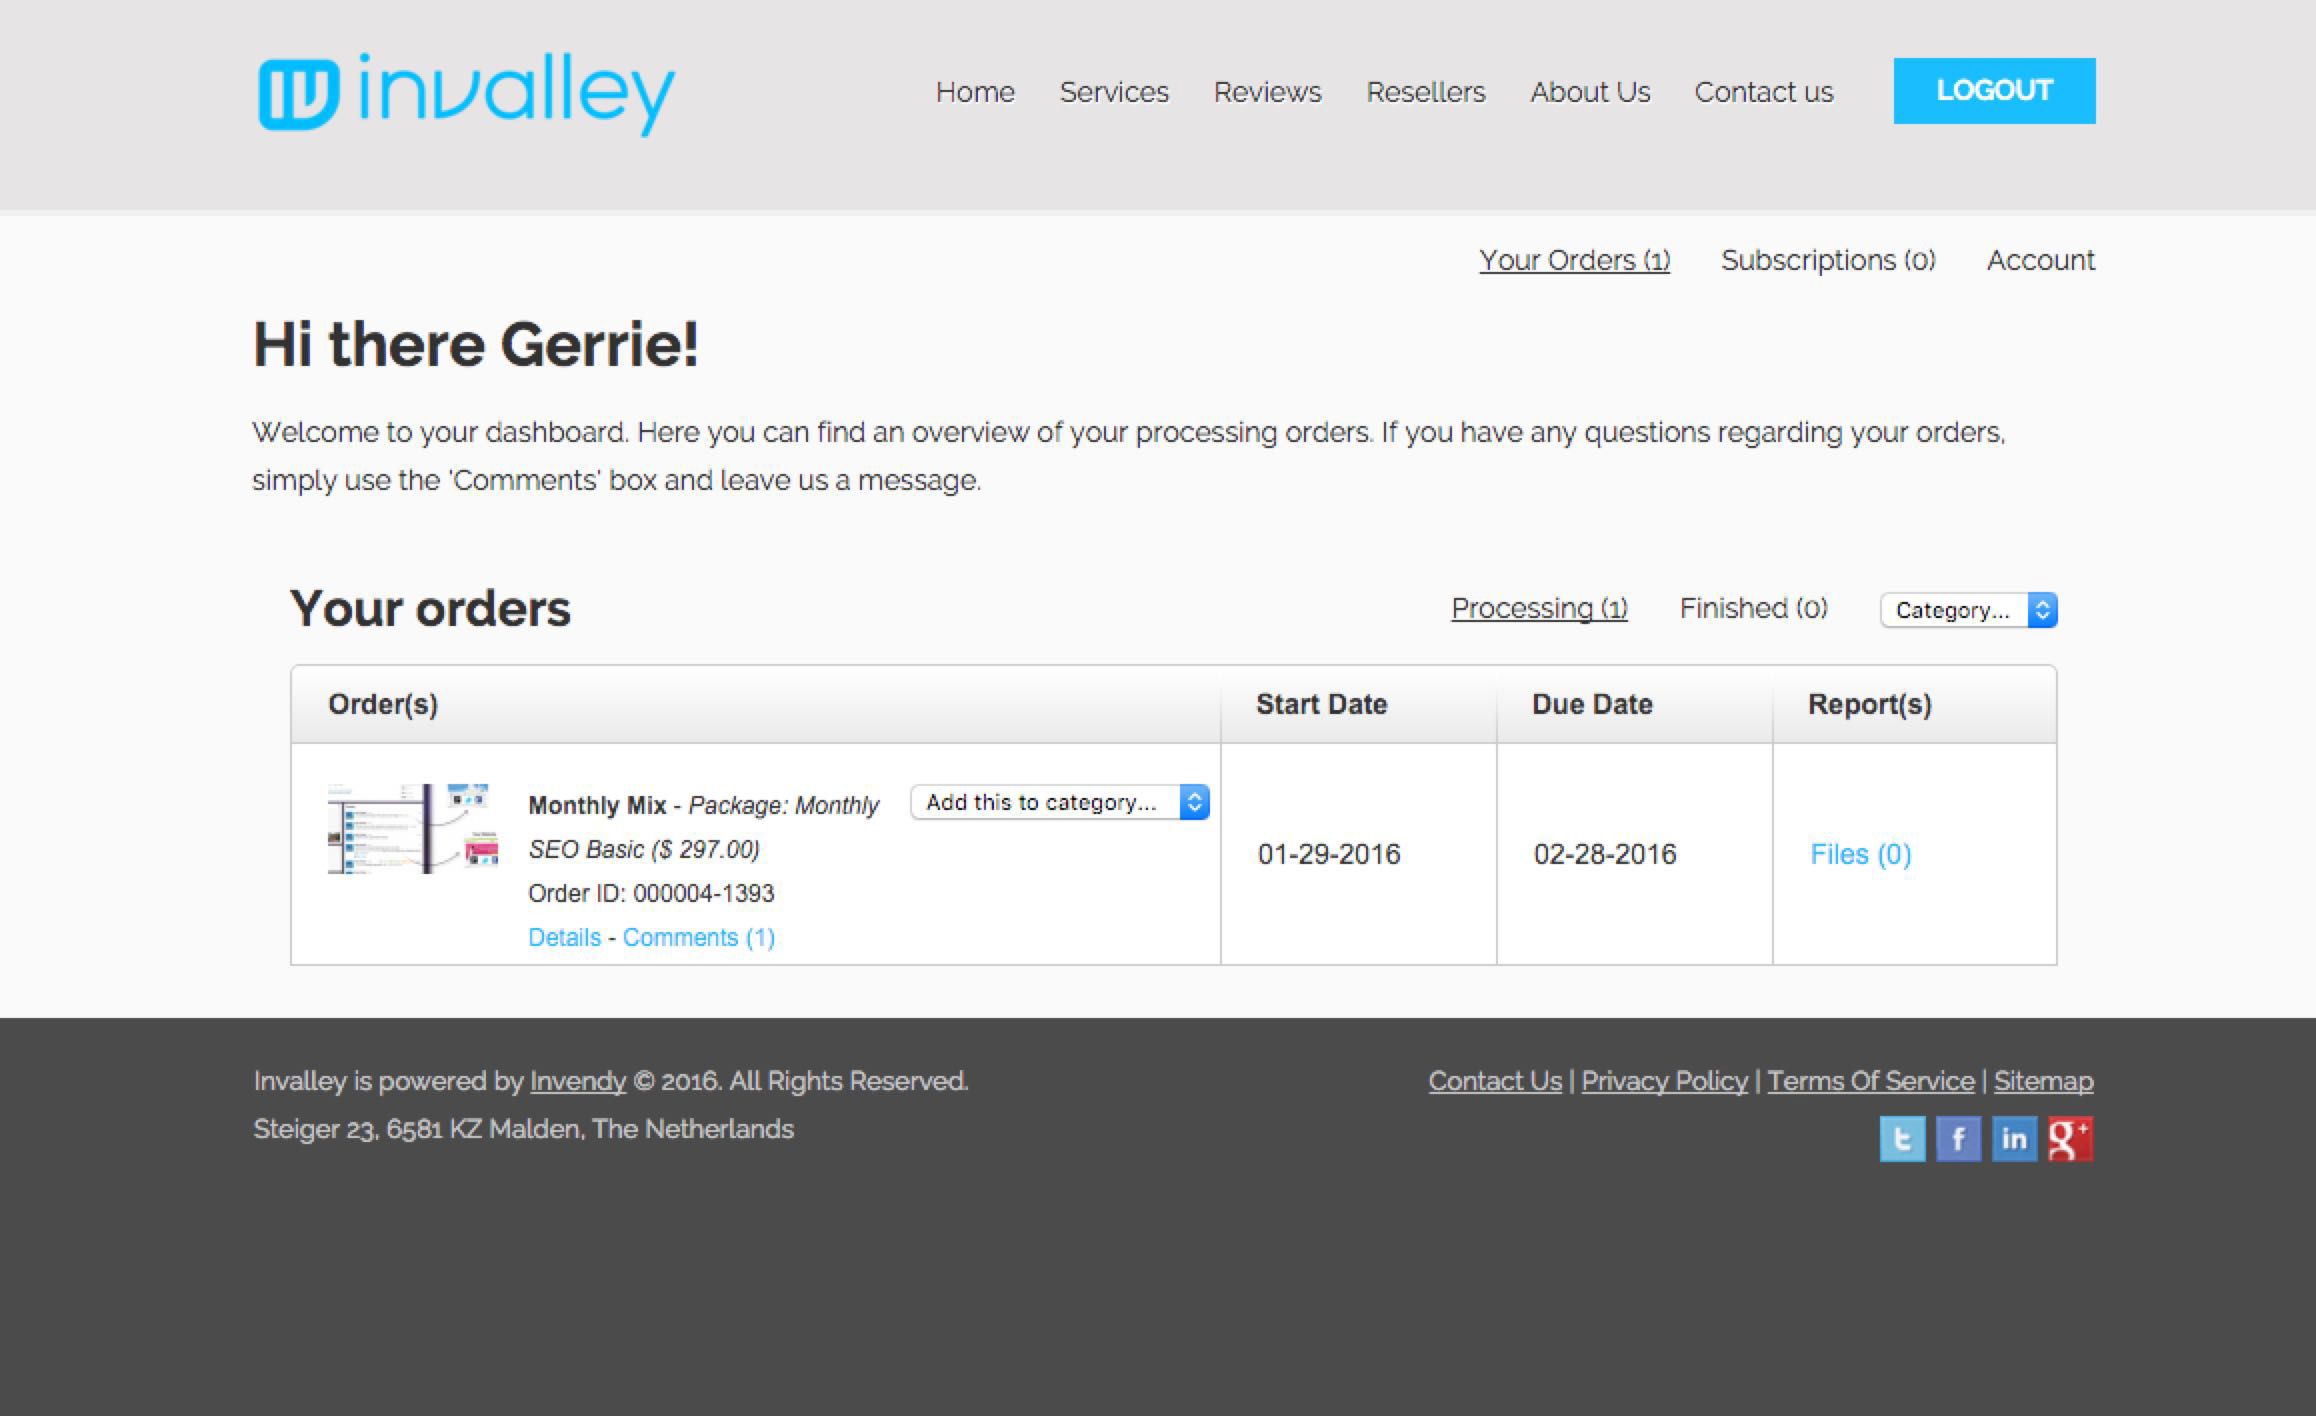 invalley
Home Services Reviews Resellers About Us Contact us LOGOUT
Your Orders (1) Subscriptions (0) Account
Hi there Gerrie!
Welcome to your dashboard. Here you can find an overview of your processing orders. If you have any questions regarding your orders,
simply use the 'Comments' box and leave us a message.
Your orders Processing (1) Finished (0) Category...
Order(s) Start Date Due Date Report(s)
Monthly Mix - Package: Monthly Add this to category...
SEO Basic ($ 297.00)
01-29-2016 02-28-2016 Files (0)
Order ID: 000004-1393
Details - Comments (1)
Invalley is powered by Invendy © 2016. All Rights Reserved. Contact Us | Privacy Policy | Terms Of Service | Sitemap
Steiger 23, 6581 KZ Malden, The Netherlands
t f in g+